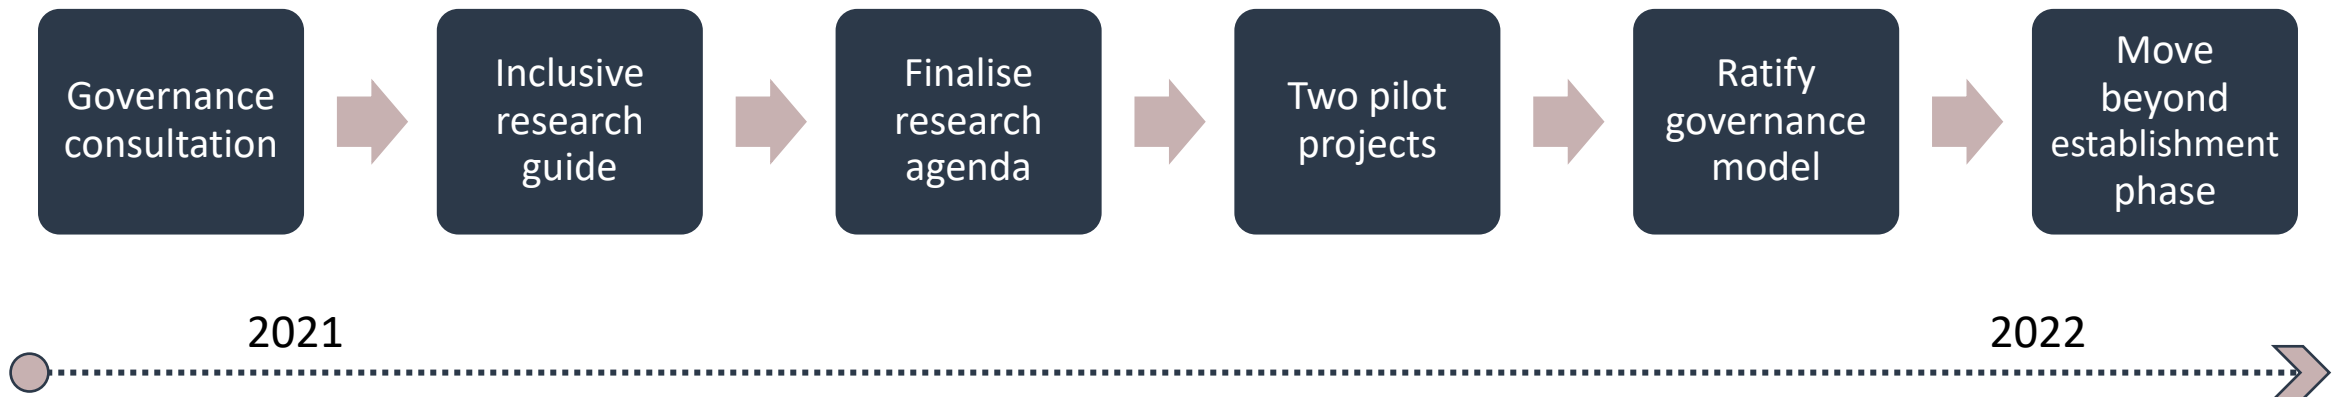 Governance
consultation
Inclusive
research
guide
Finalise
research
agenda
Two pilot
projects
Ratify
governance
model
Move
beyond
establishment
phase
2021
2022